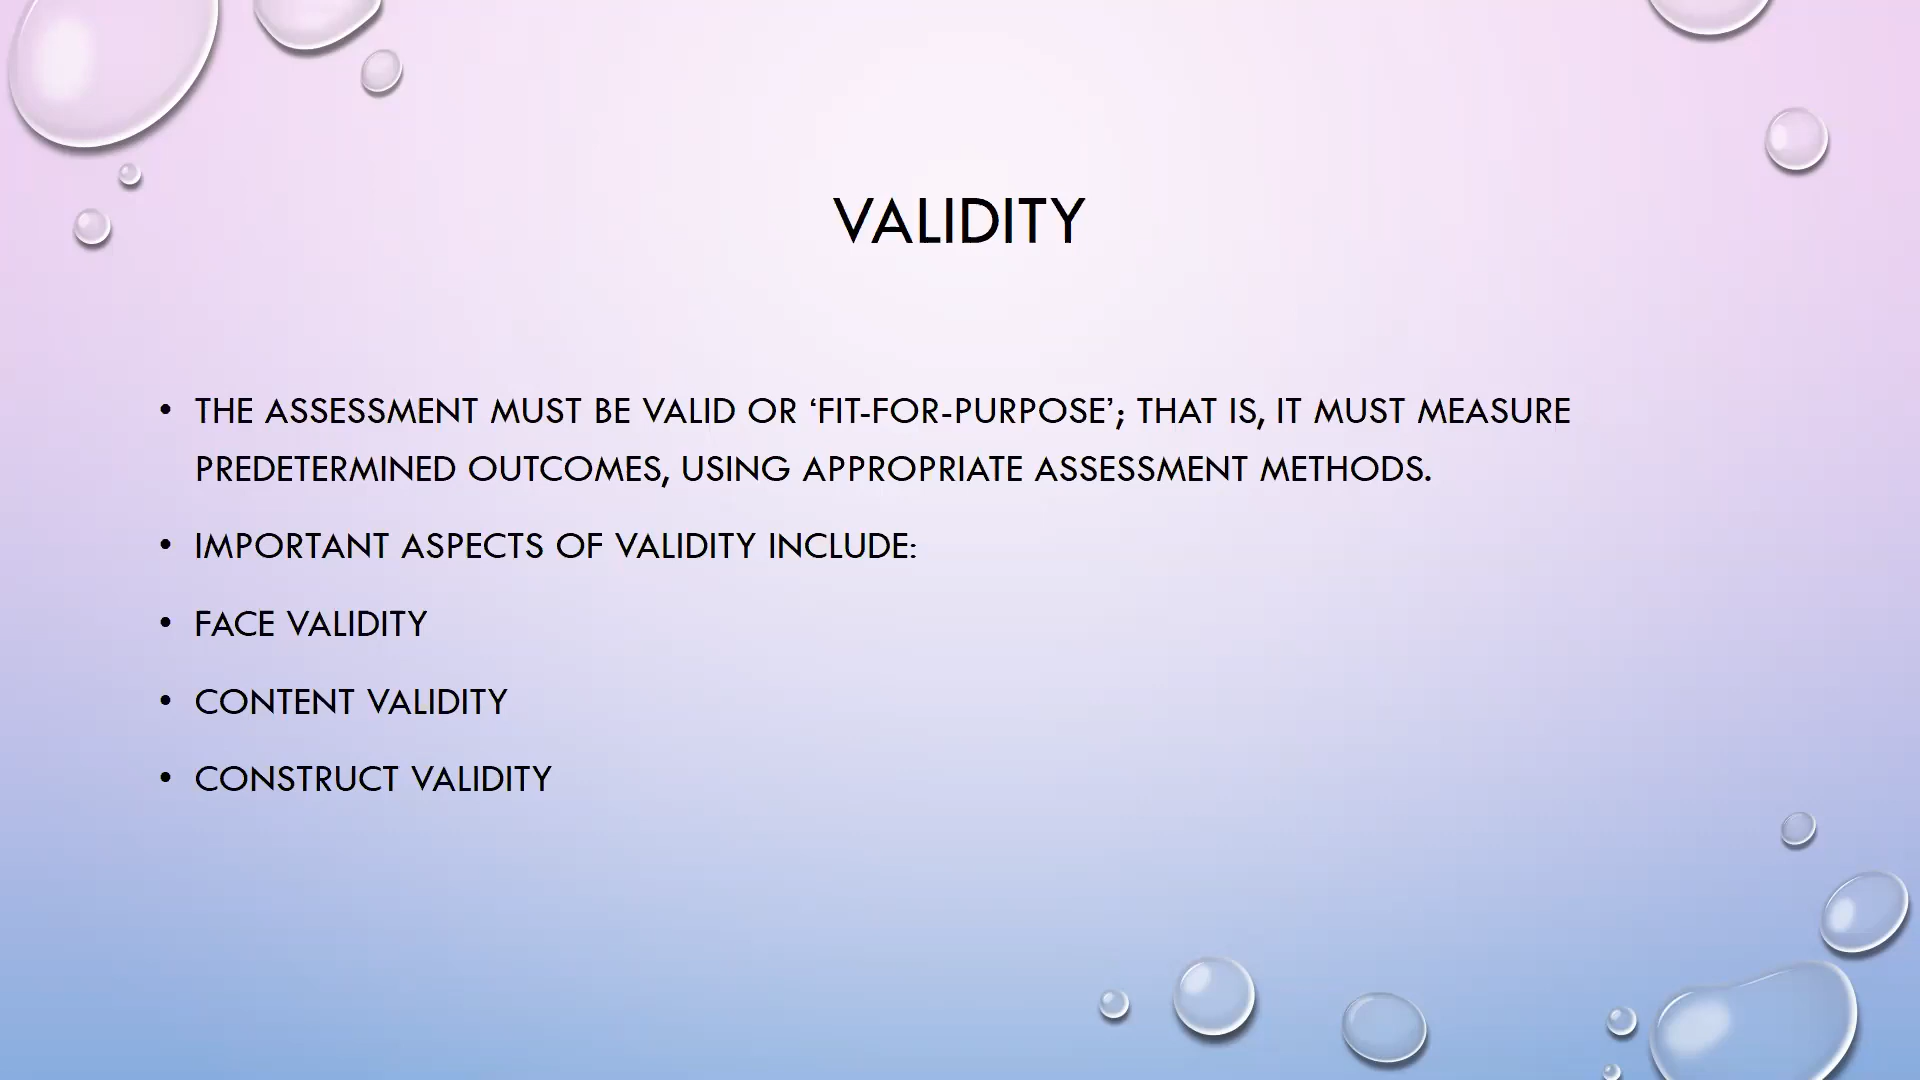 VALIDITY
• THE ASSESSMENT MUST BE VALID OR ‘FIT-FOR-PURPOSE’; THAT IS, IT MUST MEASURE
PREDETERMINED OUTCOMES, USING APPROPRIATE ASSESSMENT METHODS.
• IMPORTANT ASPECTS OF VALIDITY INCLUDE:
• FACE VALIDITY
• CONTENT VALIDITY
• CONSTRUCT VALIDITY